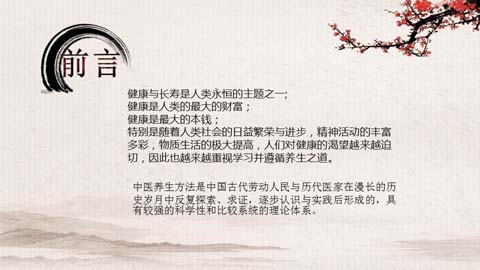 前言
健康与长寿是人类永恒的主题之一;
健康是人类的最大的财富；
健康是最大的本钱；
特别是随着人类社会的日益繁荣与进步，精神活动的丰富
多彩，物质生活的极大提高，人们对健康的渴望越来越迫
切，因此也越来越重视学习并遵循养生之道。
中医养生方法是中国古代劳动人民与历代医家在漫长的历
史岁月中反复探索、求证，逐步认识与实践后形成的，具
有较强的科学性和比较系统的理论体系。